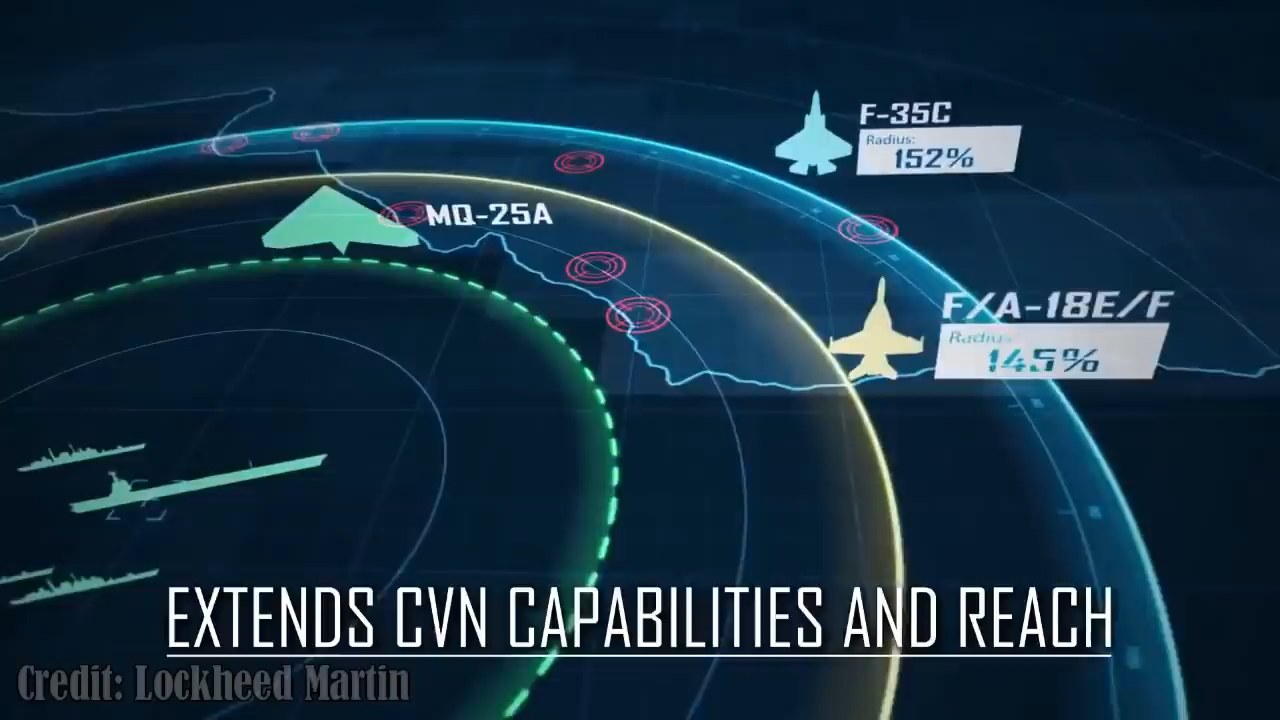 F-35C
Radius:
152%
MQ-25A
F/A-18E/F
Radius:
145%
EXTENDS CVN CAPABILITIES AND REACH
Credit: Lockheed Martin